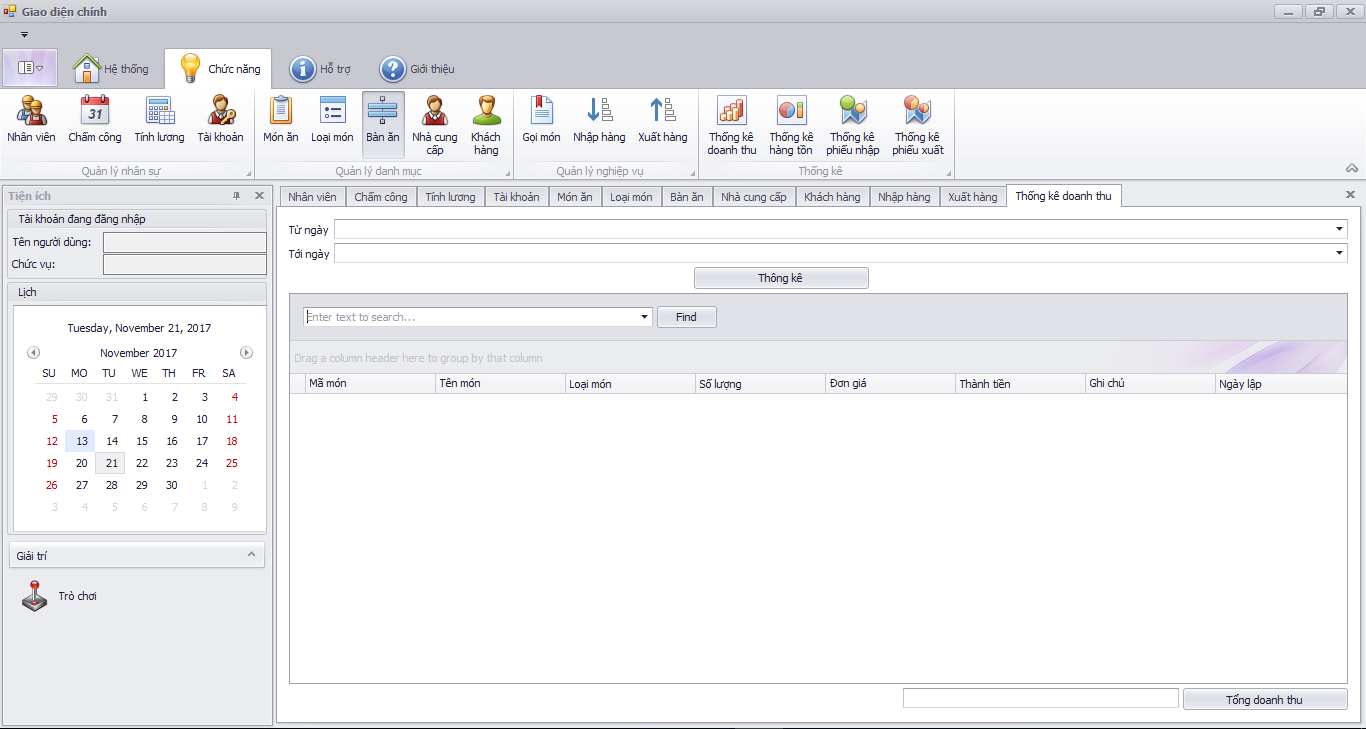 Giao diện chính
Hệ thống
Chức năng
Hỗ trợ
Giới thiệu
Nhân viên
Chấm công
31
Tính lương
Tài khoản
Quản lý nhân sự
Món ăn
Loại món
Bàn ăn
Nhà cung
cấp
Khách
hàng
Quản lý danh mục
Gọi món
Nhập hàng
Xuất hàng
Quản lý nghiệp vụ
Thống kê
doanh thu
Thống kê
hàng tồn
Thống kê
phiếu nhập
Thống kê
phiếu xuất
Thống kê
Tiện ích
Tài khoản đang đăng nhập
Tên người dùng:
Chức vụ:
Lịch
Tuesday, November 21, 2017
November 2017
SU MO TU WE TH FR SA
29 30 31 1 2 3 4
5 6 7 8 9 10 11
12 13 14 15 16 17 18
19 20 21 22 23 24 25
26 27 28 29 30 1 2
3 4 5 6 7 8 9
Giải trí
Trò chơi
Nhân viên Chấm công Tính lương Tài khoản Món ăn Loại món Bàn ăn Nhà cung cấp Khách hàng Nhập hàng Xuất hàng Thống kê doanh thu
Từ ngày
Tới ngày
Thông kê
Enter text to search... Find
Drag a column header here to group by that column
Mã món Tên món Loại món Số lượng Đơn giá Thành tiền Ghi chú Ngày lập
Tổng doanh thu